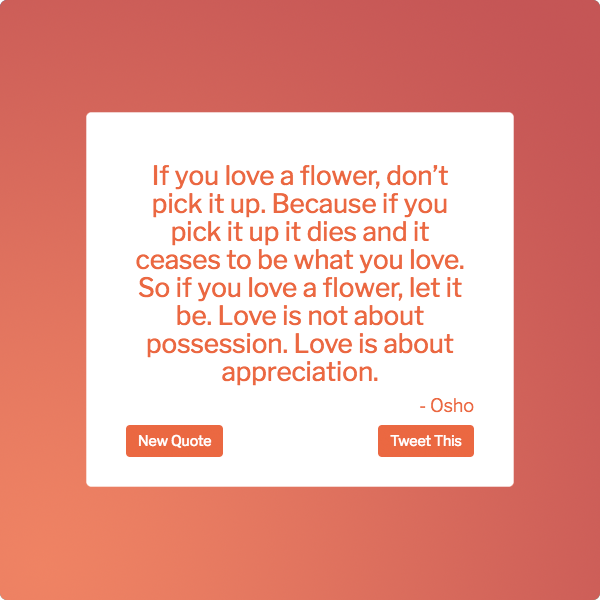 If you love a flower, don’t
pick it up. Because if you
pick it up it dies and it
ceases to be what you love.
So if you love a flower, let it
be. Love is not about
possession. Love is about
appreciation.
- Osho
New Quote
Tweet This